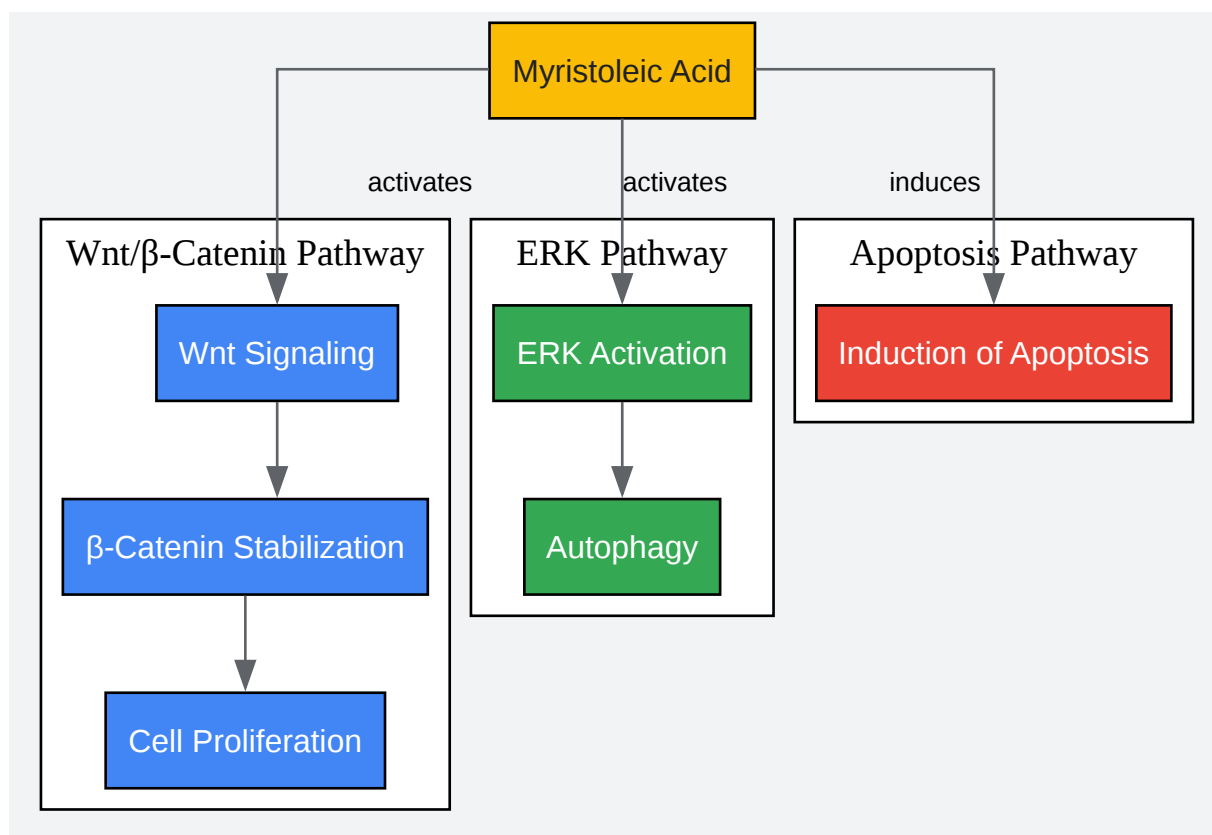 Myristoleic Acid
activates
activates
induces
Wnt/β-Catenin Pathway
ERK Pathway
Apoptosis Pathway
Wnt Signaling
ERK Activation
Induction of Apoptosis
β-Catenin Stabilization
Autophagy
Cell Proliferation